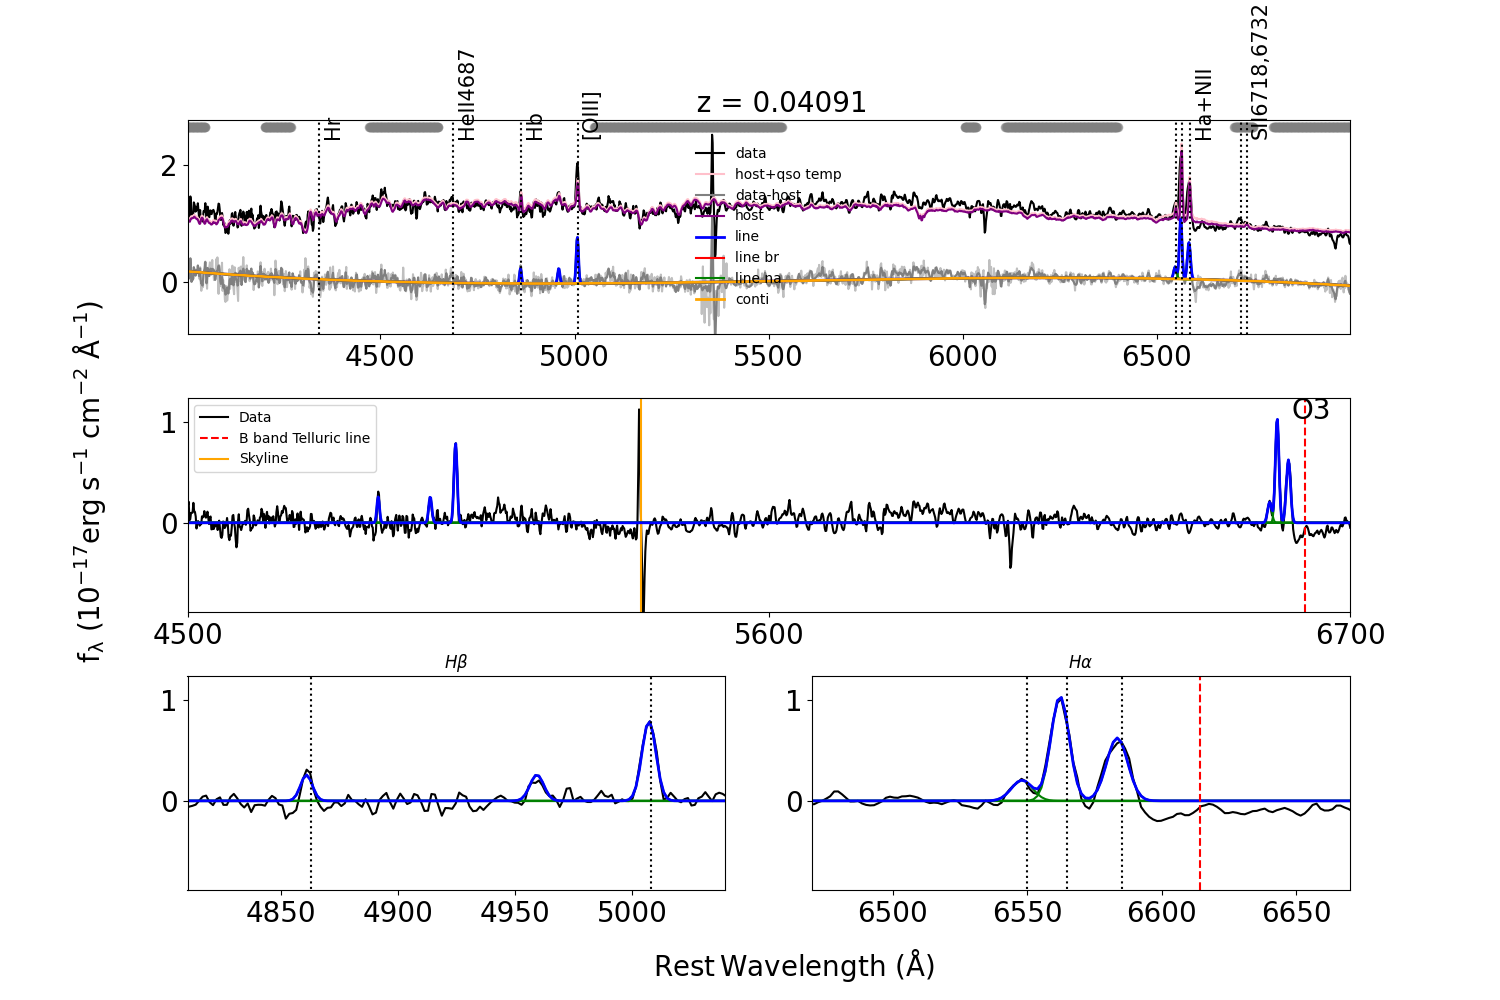 z = 0.04091
Hr
HeII4687
Hb
[OIII]
Ha+NII
SII6718,6732
data
host+qso temp
data-host
host
line
line br
line na
conti
2
0
4500 5000 5500 6000 6500
Data
B band Telluric line
Skyline
O3
1
0
4500 5600 6700
fλ (10−17erg s−1 cm−2 Å−1)
Hβ
1
0
4850 4900 4950 5000
Hα
1
0
6500 6550 6600 6650
Rest Wavelength (Å)